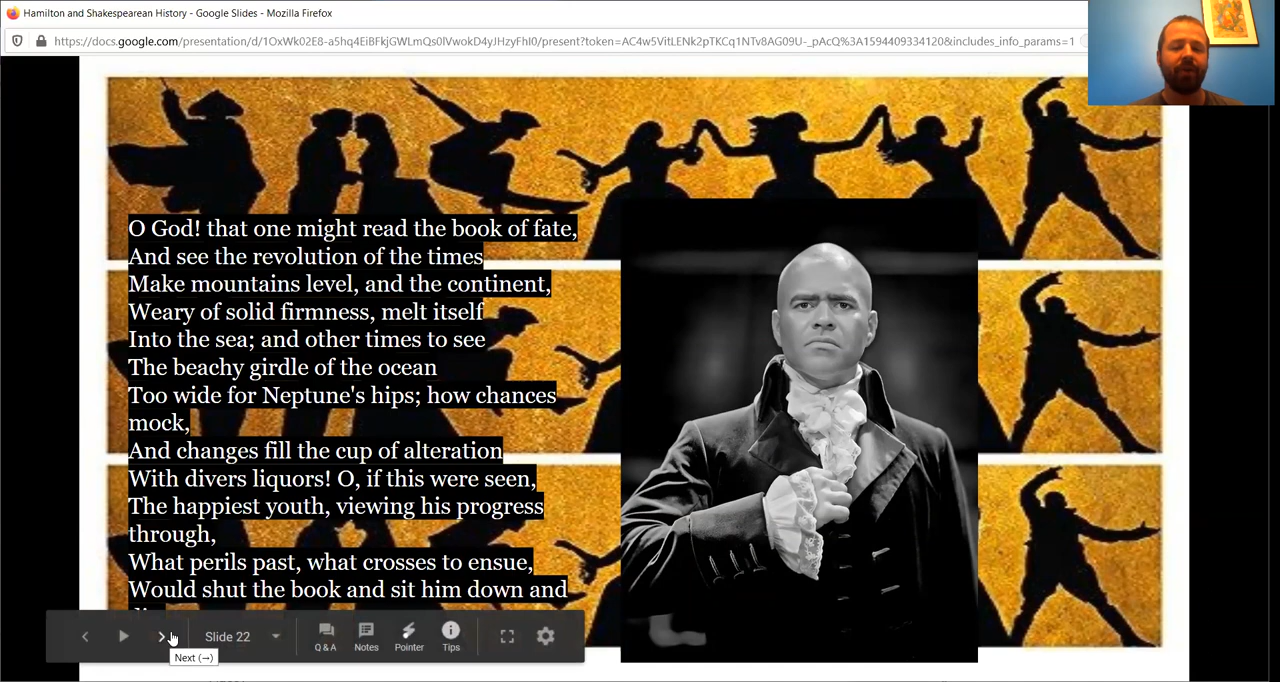 Hamilton and Shakespearean History - Google Slides - Mozilla Firefox
https://docs.google.com/presentation/d/1OxWk02E8-a5hq4EiBFkjGWLmQs0lVwokD4yJHzyFhI0/present?token=AC4w5VitLENk2pTKCq1NTv8AG09U-_pAcQ%3A1594409334120&includes_info_params=1
O God! that one might read the book of fate,
And see the revolution of the times
Make mountains level, and the continent,
Weary of solid firmness, melt itself
Into the sea; and other times to see
The beachy girdle of the ocean
Too wide for Neptune's hips; how chances
mock,
And changes fill the cup of alteration
With divers liquors! O, if this were seen,
The happiest youth, viewing his progress
through,
What perils past, what crosses to ensue,
Would shut the book and sit him down and
Slide 22
Q & A
Notes
Pointer
Tips
Next (→)